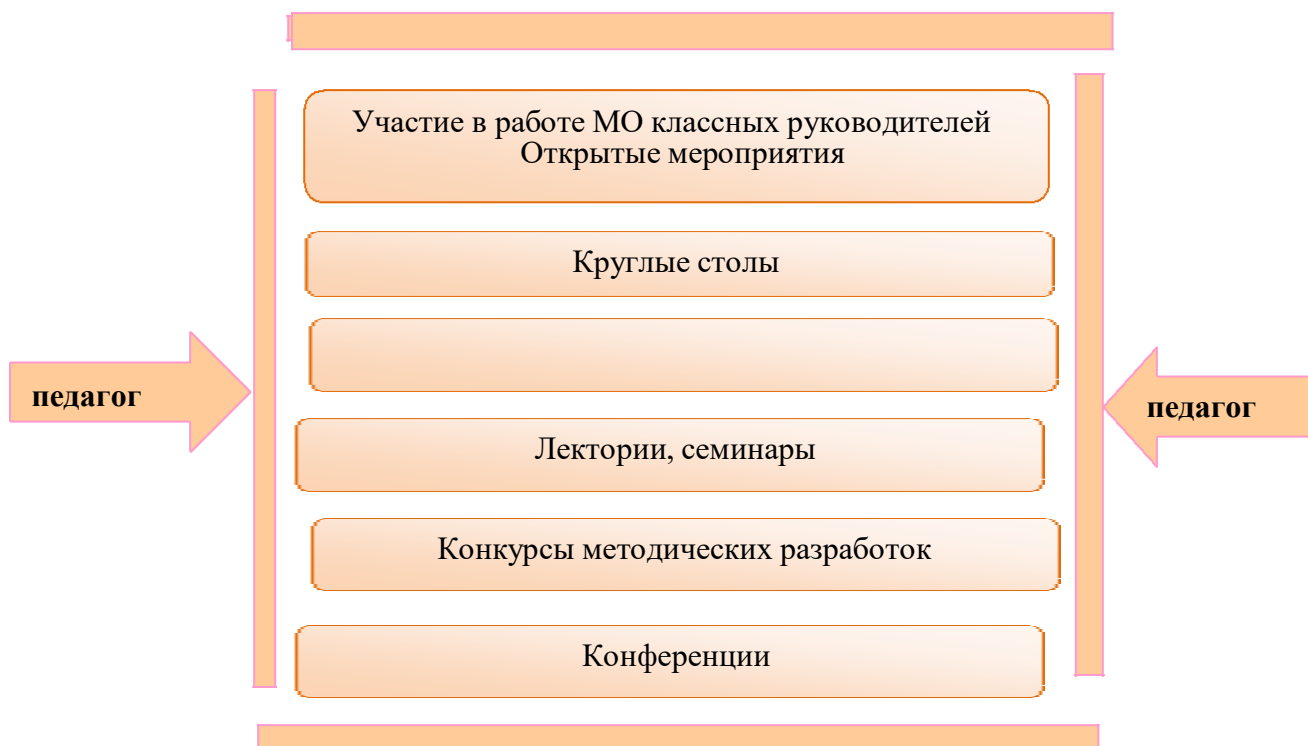 Участие в работе МО классных руководителей
Открытые мероприятия
Круглые столы
педагог
педагог
Лектории, семинары
Конкурсы методических разработок
Конференции